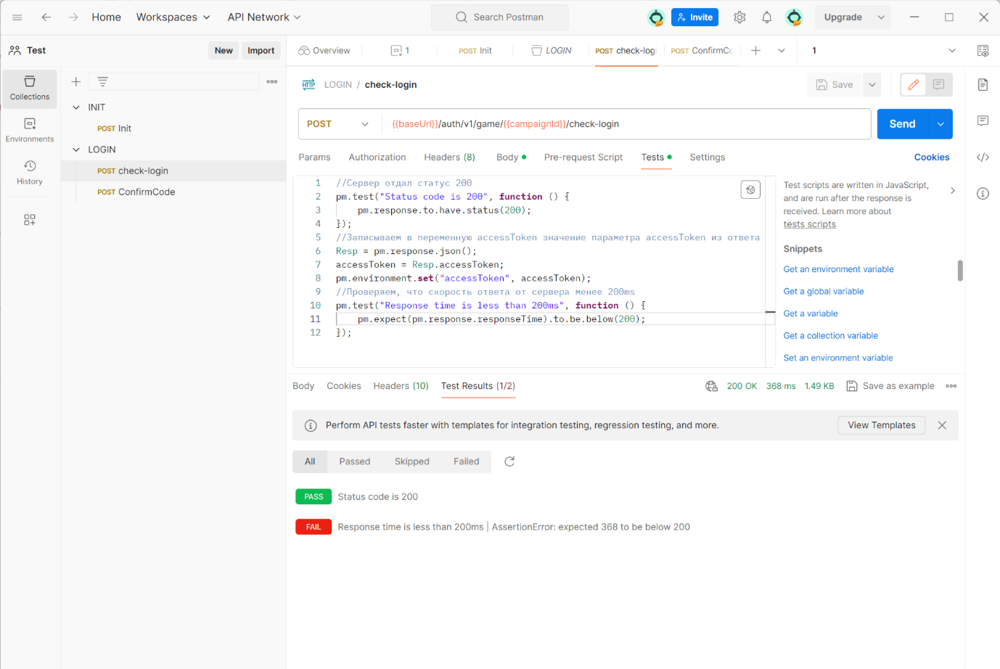 Home Workspaces API Network Search Postman Invite Upgrade
Test New Import Overview 1 POST Init LOGIN POST check-log POST ConfirmC 1
Collections
Environments
History
INIT
POST Init
LOGIN
POST check-login
POST ConfirmCode
HTTP LOGIN / check-login Save
POST {{baseUrl}}/auth/v1/game/{{campaignId}}/check-login Send
Params Authorization Headers (8) Body Pre-request Script Tests Settings Cookies
1 //Сервер отдал статус 200
2 pm.test("Status code is 200", function () {
3 pm.response.to.have.status(200);
4 });
5 //Записываем в переменную accessToken значение параметра accessToken из ответа
6 Resp = pm.response.json();
7 accessToken = Resp.accessToken;
8 pm.environment.set("accessToken", accessToken);
9 //Проверяем, что скорость ответа от сервера менее 200ms
10 pm.test("Response time is less than 200ms", function () {
11 pm.expect(pm.response.responseTime).to.be.below(200);
12 });
Test scripts are written in JavaScript,
and are run after the response is
received. Learn more about
tests scripts
Snippets
Get an environment variable
Get a global variable
Get a variable
Get a collection variable
Set an environment variable
Body Cookies Headers (10) Test Results (1/2) 200 OK 368 ms 1.49 KB Save as example
Perform API tests faster with templates for integration testing, regression testing, and more. View Templates
All Passed Skipped Failed
PASS Status code is 200
FAIL Response time is less than 200ms | AssertionError: expected 368 to be below 200